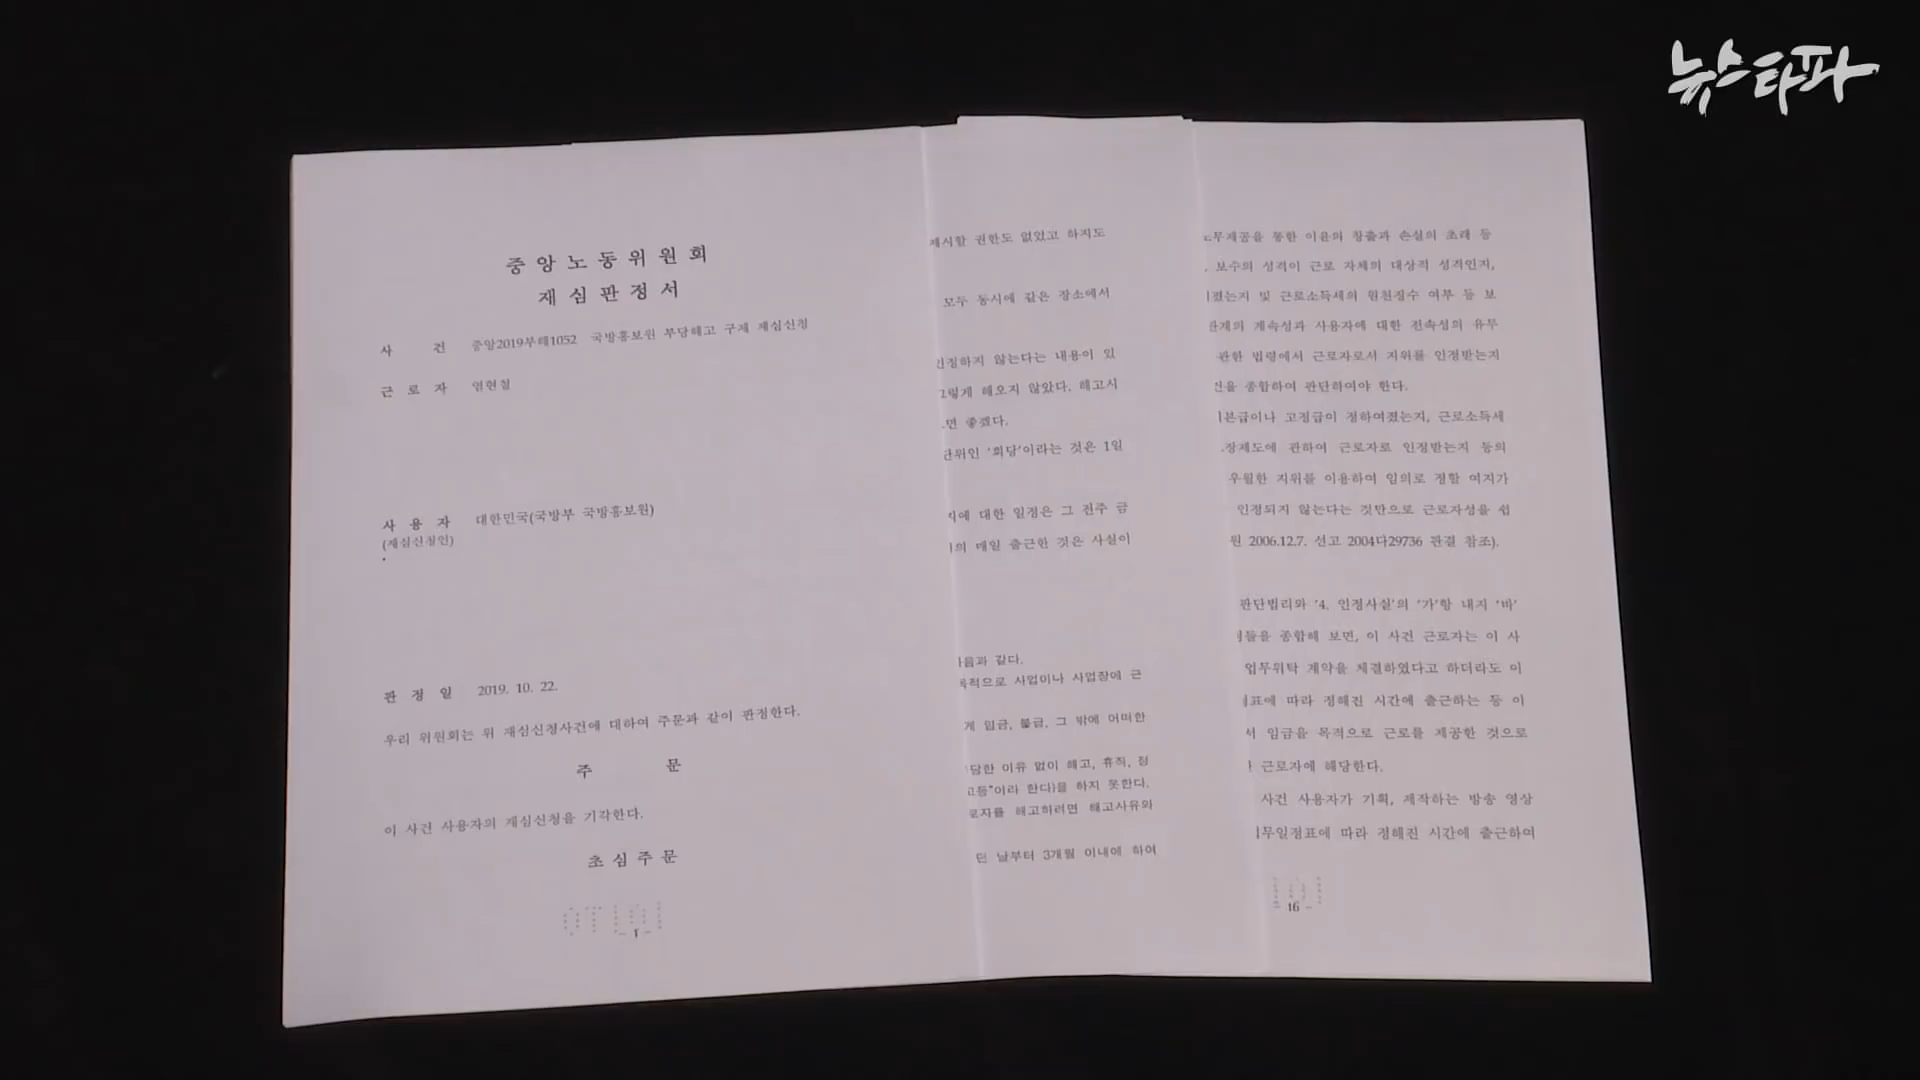 뉴스타파
중앙노동위원회
재심판정서
사 건 중앙2019부해1052 국방홍보원 부당해고 구제 재심신청
근 로 자 염현철
사 용 자 대한민국(국방부 국방홍보원)
(재심신청인)
판 정 일 2019. 10. 22.
우리 위원회는 위 재심신청사건에 대하여 주문과 같이 판정한다.
주 문
이 사건 사용자의 재심신청을 기각한다.
초 심 주 문
- 1 -
제시할 권한도 없었고 하지도
모두 동시에 같은 장소에서
인정하지 않는다는 내용이 있
그렇게 해오지 않았다. 해고시
면 좋겠다.
단위인 '회당'이라는 것은 1일
자에 대한 일정은 그 전주 금
의 매일 출근한 것은 사실이
다음과 같다.
목적으로 사업이나 사업장에 근
게 임금, 봉급, 그 밖에 어떠한
당한 이유 없이 해고, 휴직, 정
고등"이라 한다)을 하지 못한다.
로자를 해고하려면 해고사유와
던 날부터 3개월 이내에 하여
노무제공을 통한 이윤의 창출과 손실의 초래 등
, 보수의 성격이 근로 자체의 대상적 성격인지,
졌는지 및 근로소득세의 원천징수 여부 등 보
관계의 계속성과 사용자에 대한 전속성의 유무
관한 법령에서 근로자로서 지위를 인정받는지
건을 종합하여 판단하여야 한다.
기본급이나 고정급이 정하여졌는지, 근로소득세
장제도에 관하여 근로자로 인정받는지 등의
우월한 지위를 이용하여 임의로 정할 여지가
인정되지 않는다는 것만으로 근로자성을 쉽
원 2006.12.7. 선고 2004다29736 판결 참조).
판단법리와 '4. 인정사실'의 '가'항 내지 '바'
정들을 종합해 보면, 이 사건 근로자는 이 사
업무위탁 계약을 체결하였다고 하더라도 이
정표에 따라 정해진 시간에 출근하는 등 이
서 임금을 목적으로 근로를 제공한 것으로
근로자에 해당한다.
사건 사용자가 기획, 제작하는 방송 영상
무일정표에 따라 정해진 시간에 출근하여
- 16 -